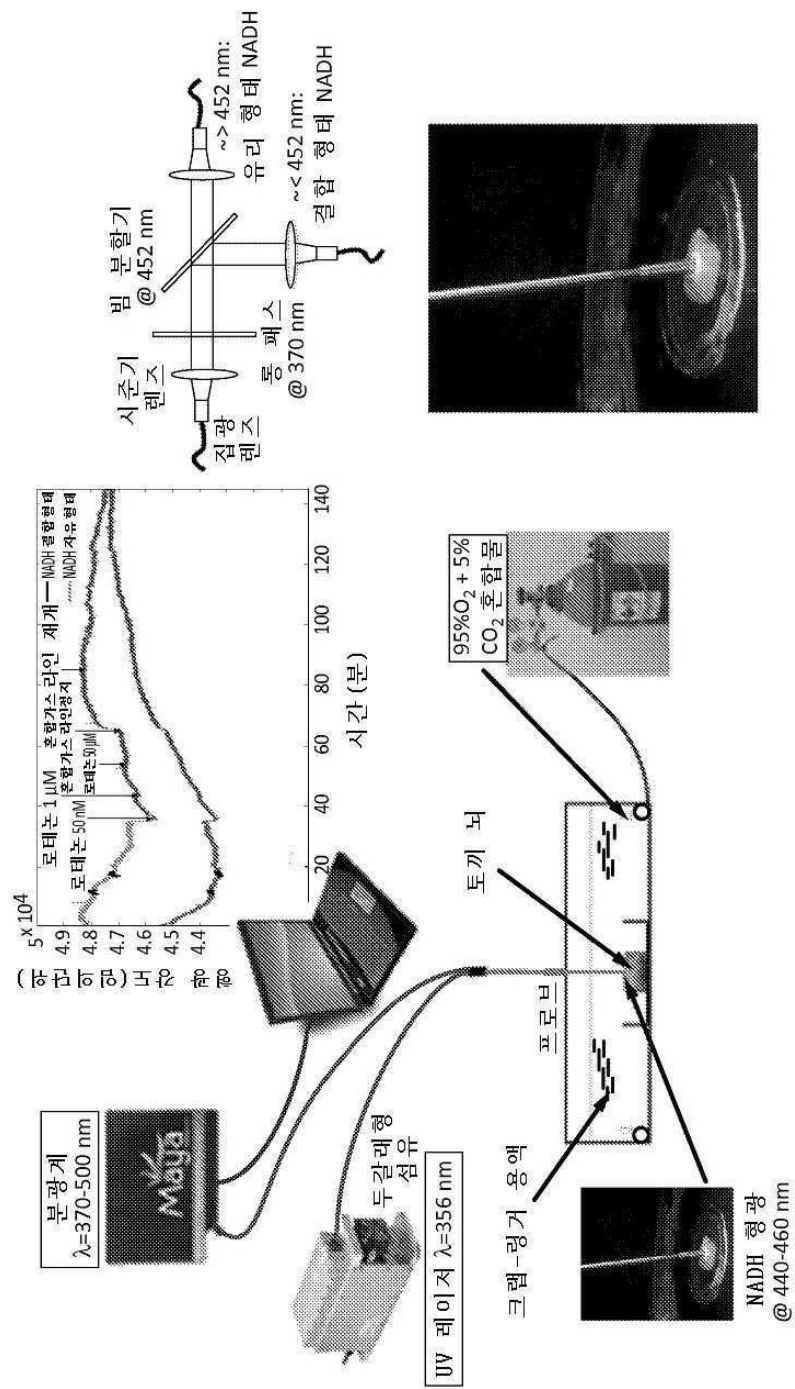 분광계
λ=370-500 nm
Maya
두갈래형
섬유
UV 레이저 λ=356 nm
형광 강도(임의단위)
5×10⁴
4.9
4.8
4.7
4.6
4.5
4.4
로테논 1 μM
로테논 50 nM
혼합가스 라인 재개
혼합가스 라인정지
로테논 50 μM
NADH 결합형태
NADH 자유형태
20
40
60
80
100
120
140
시간(분)
시준기
렌즈
집광
렌즈
롱 패스
@ 370 nm
빔 분할기
@ 452 nm
~> 452 nm:
유리 형태 NADH
~< 452 nm:
결합 형태 NADH
크랩-링거 용액
프로브
토끼 뇌
95%O₂ + 5%
CO₂ 혼합물
NADH 형광
@ 440-460 nm